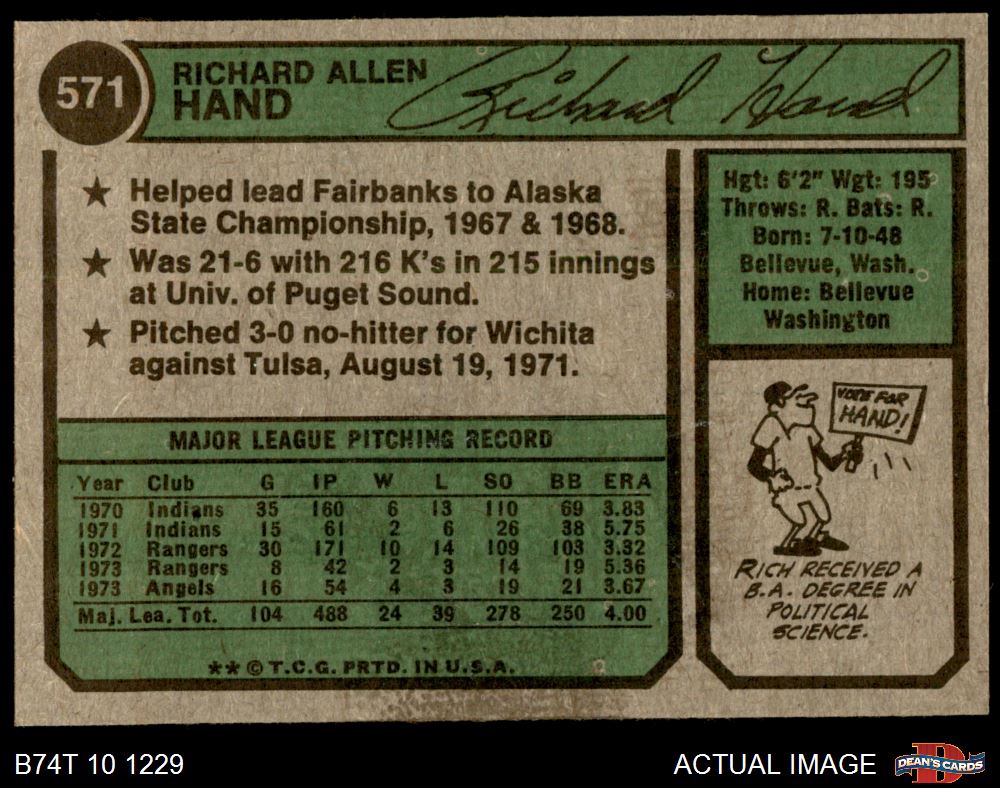 571
RICHARD ALLEN
HAND
Richard Hand
★ Helped lead Fairbanks to Alaska
State Championship, 1967 & 1968.
★ Was 21-6 with 216 K's in 215 innings
at Univ. of Puget Sound.
★ Pitched 3-0 no-hitter for Wichita
against Tulsa, August 19, 1971.
MAJOR LEAGUE PITCHING RECORD
Year Club G IP W L SO BB ERA
1970 Indians 35 160 6 13 110 69 3.83
1971 Indians 15 61 2 6 26 38 5.75
1972 Rangers 30 171 10 14 109 103 3.32
1973 Rangers 8 42 2 3 14 19 5.36
1973 Angels 16 54 4 3 19 21 3.67
Maj. Lea. Tot. 104 488 24 39 278 250 4.00
** © T.C.G. PRTD. IN U.S.A.
Hgt: 6'2" Wgt: 195
Throws: R. Bats: R.
Born: 7-10-48
Bellevue, Wash.
Home: Bellevue
Washington
VOTE FOR
HAND!
RICH RECEIVED A
B.A. DEGREE IN
POLITICAL
SCIENCE.
B74T 10 1229
ACTUAL IMAGE
D
DEAN'S CARDS